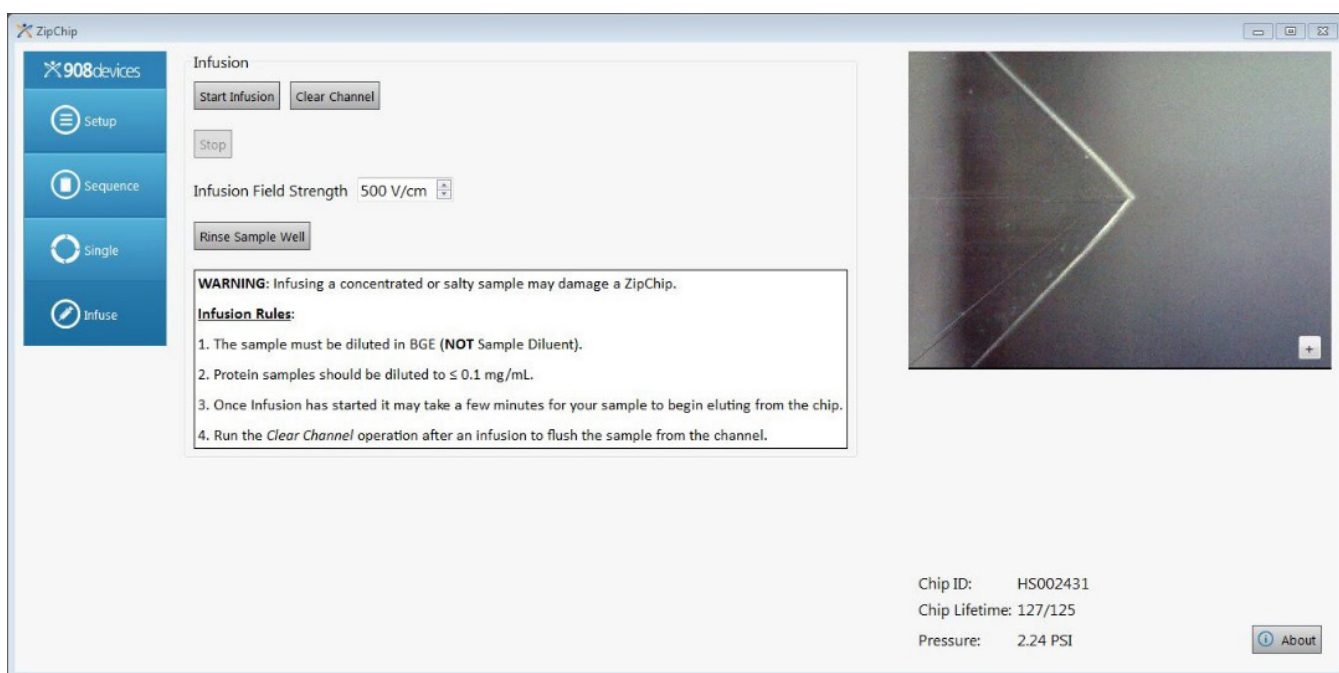 ZipChip
908devices
Setup
Sequence
Single
Infuse
Infusion
Start Infusion Clear Channel
Stop
Infusion Field Strength 500 V/cm
Rinse Sample Well
WARNING: Infusing a concentrated or salty sample may damage a ZipChip.
Infusion Rules:
1. The sample must be diluted in BGE (NOT Sample Diluent).
2. Protein samples should be diluted to ≤ 0.1 mg/mL.
3. Once Infusion has started it may take a few minutes for your sample to begin eluting from the chip.
4. Run the Clear Channel operation after an infusion to flush the sample from the channel.
+
Chip ID: HS002431
Chip Lifetime: 127/125
Pressure: 2.24 PSI
About